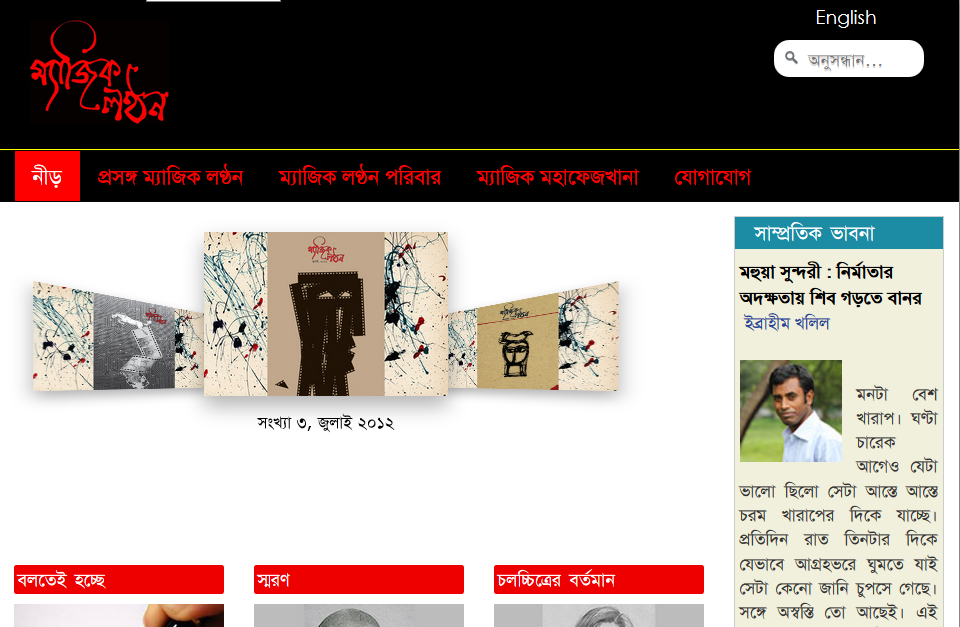 English
ম্যাজিক
লণ্ঠন
অনুসন্ধান...
নীড়
প্রসঙ্গ ম্যাজিক লণ্ঠন
ম্যাজিক লণ্ঠন পরিবার
ম্যাজিক মহাফেজখানা
যোগাযোগ
সংখ্যা ৩, জুলাই ২০১২
বলতেই হচ্ছে
স্মরণ
চলচ্চিত্রের বর্তমান
সাম্প্রতিক ভাবনা
মহুয়া সুন্দরী : নির্মাতার
অদক্ষতায় শিব গড়তে বানর
ইব্রাহীম খলিল
মনটা বেশ
খারাপ। ঘণ্টা
চারেক
আগেও যেটা
ভালো ছিলো সেটা আস্তে আস্তে
চরম খারাপের দিকে যাচ্ছে।
প্রতিদিন রাত তিনটার দিকে
যেভাবে আগ্রহভরে ঘুমতে যাই
সেটা কেনো জানি চুপসে গেছে।
সঙ্গে অস্বস্তি তো আছেই। এই